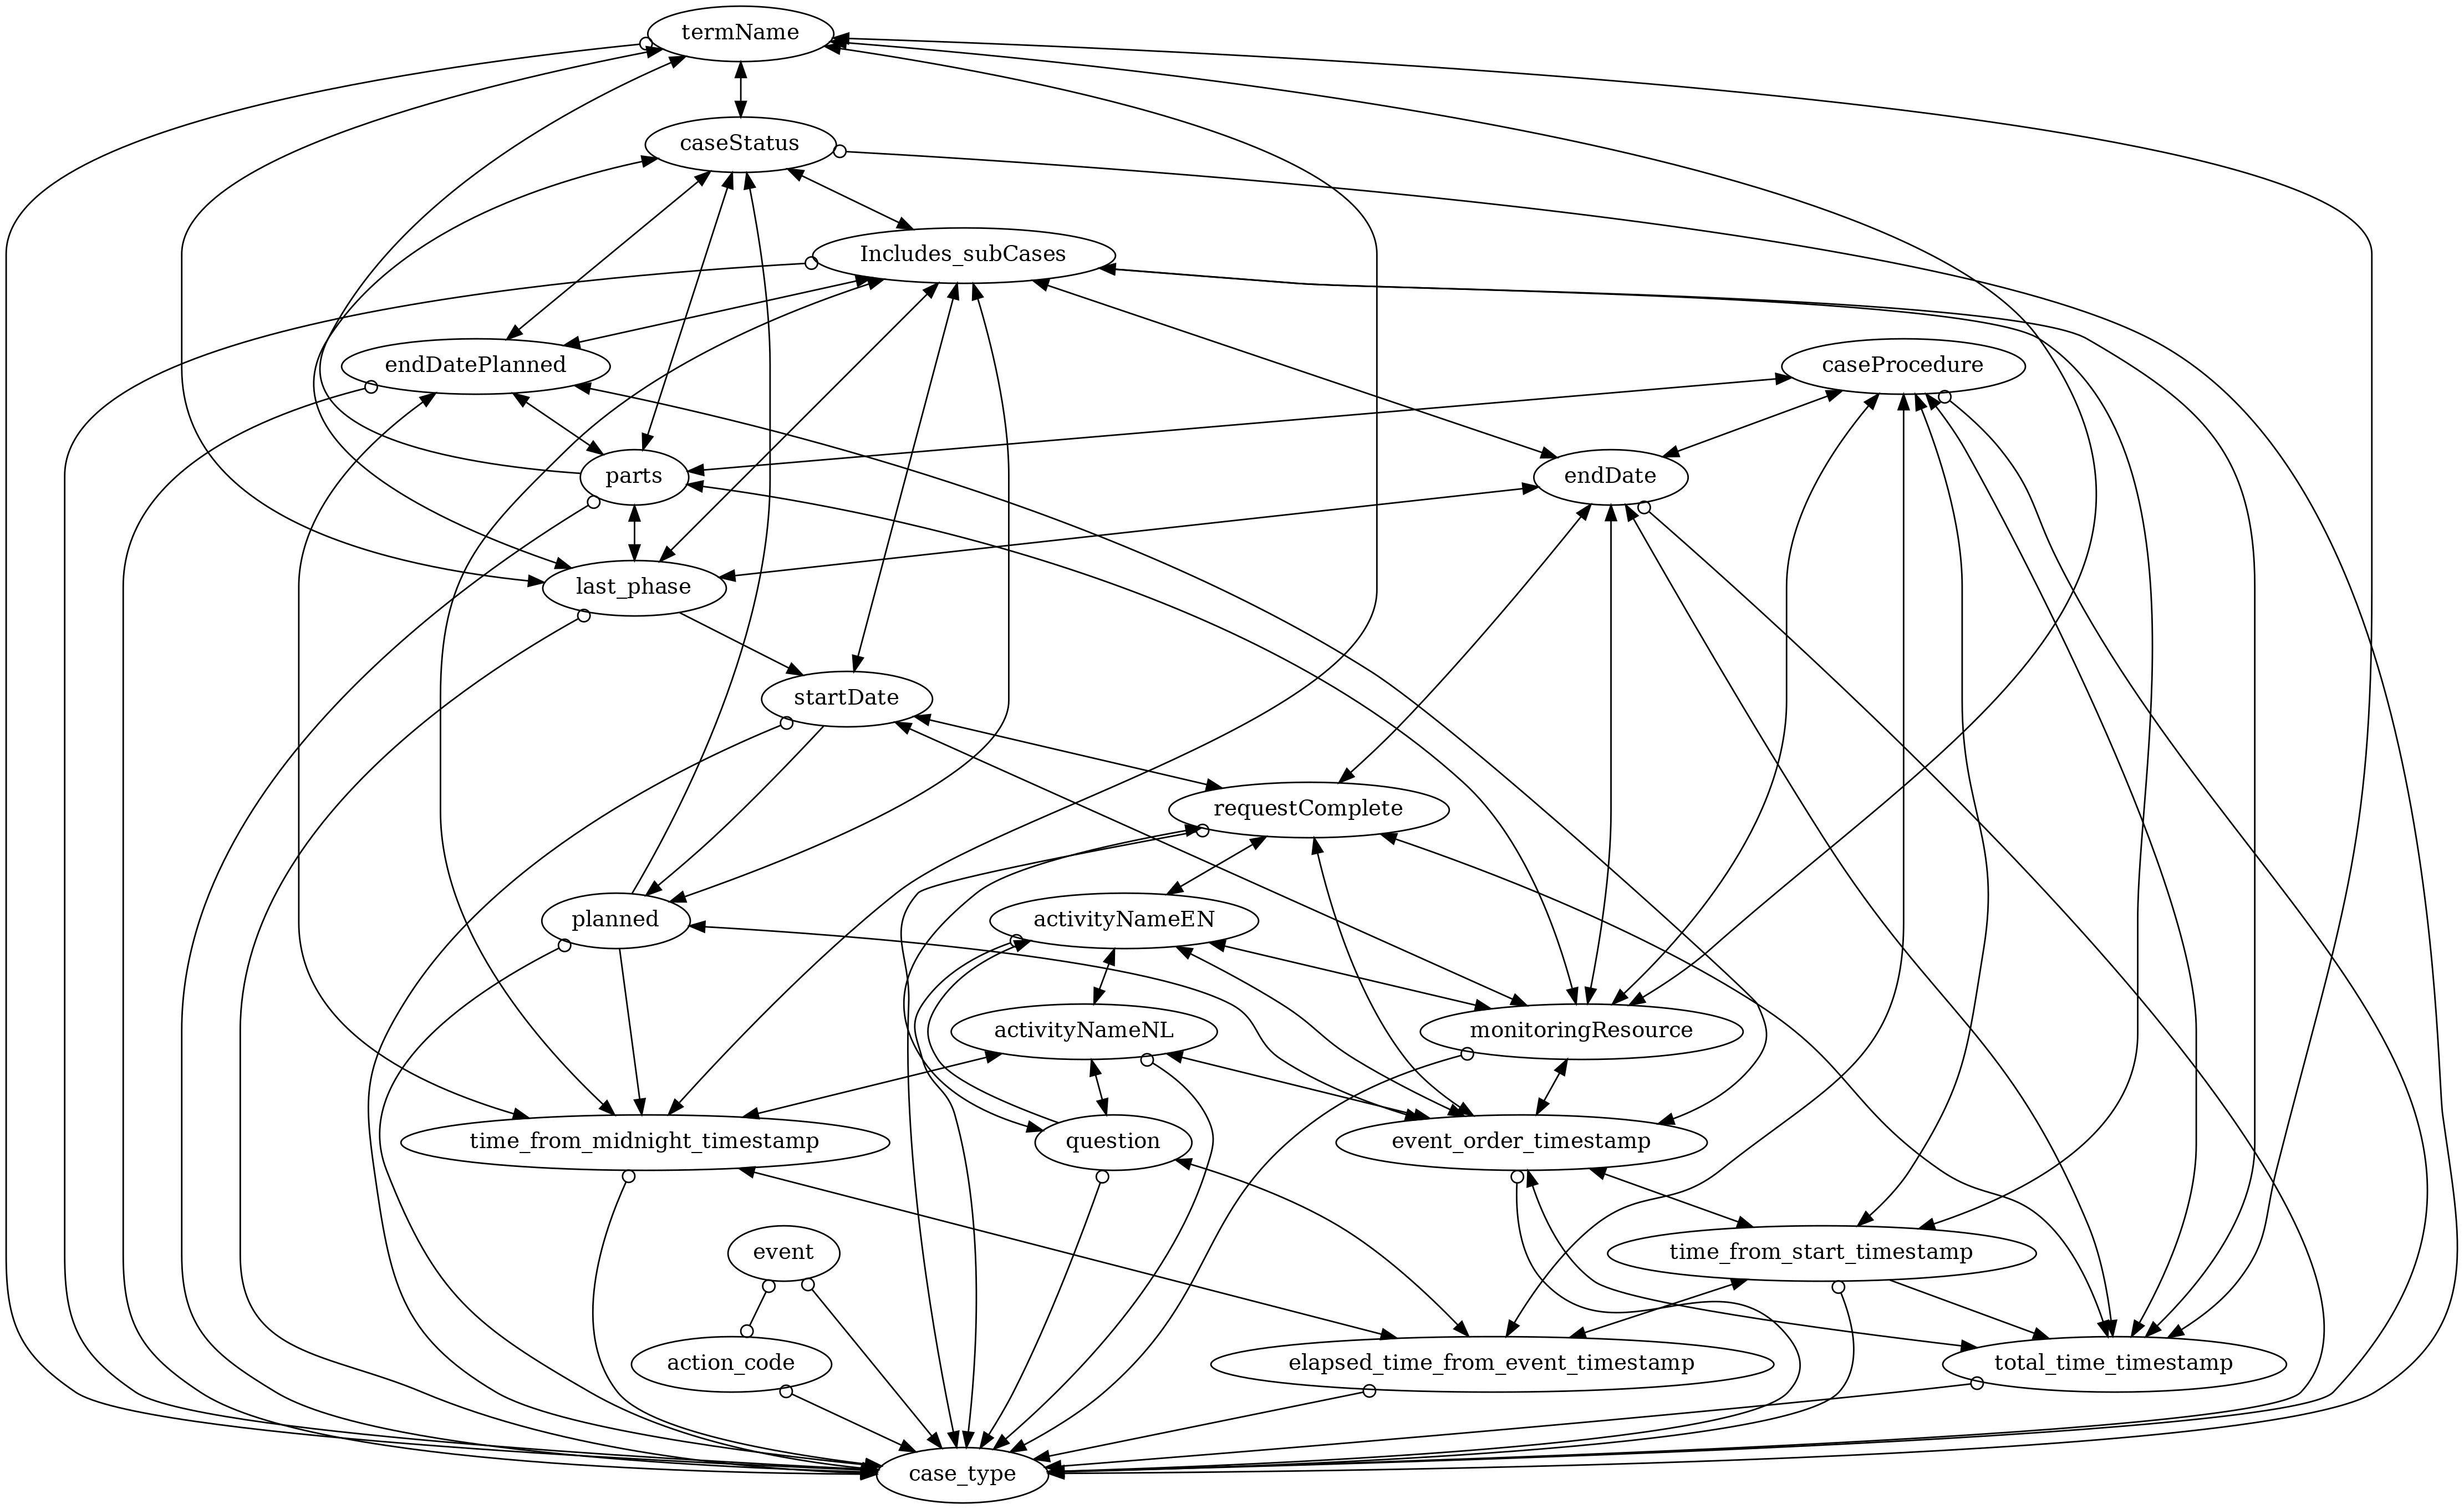 termName
caseStatus
Includes_subCases
endDatePlanned
caseProcedure
parts
endDate
last_phase
startDate
requestComplete
planned
activityNameEN
activityNameNL
monitoringResource
time_from_midnight_timestamp
question
event_order_timestamp
event
time_from_start_timestamp
action_code
elapsed_time_from_event_timestamp
total_time_timestamp
case_type